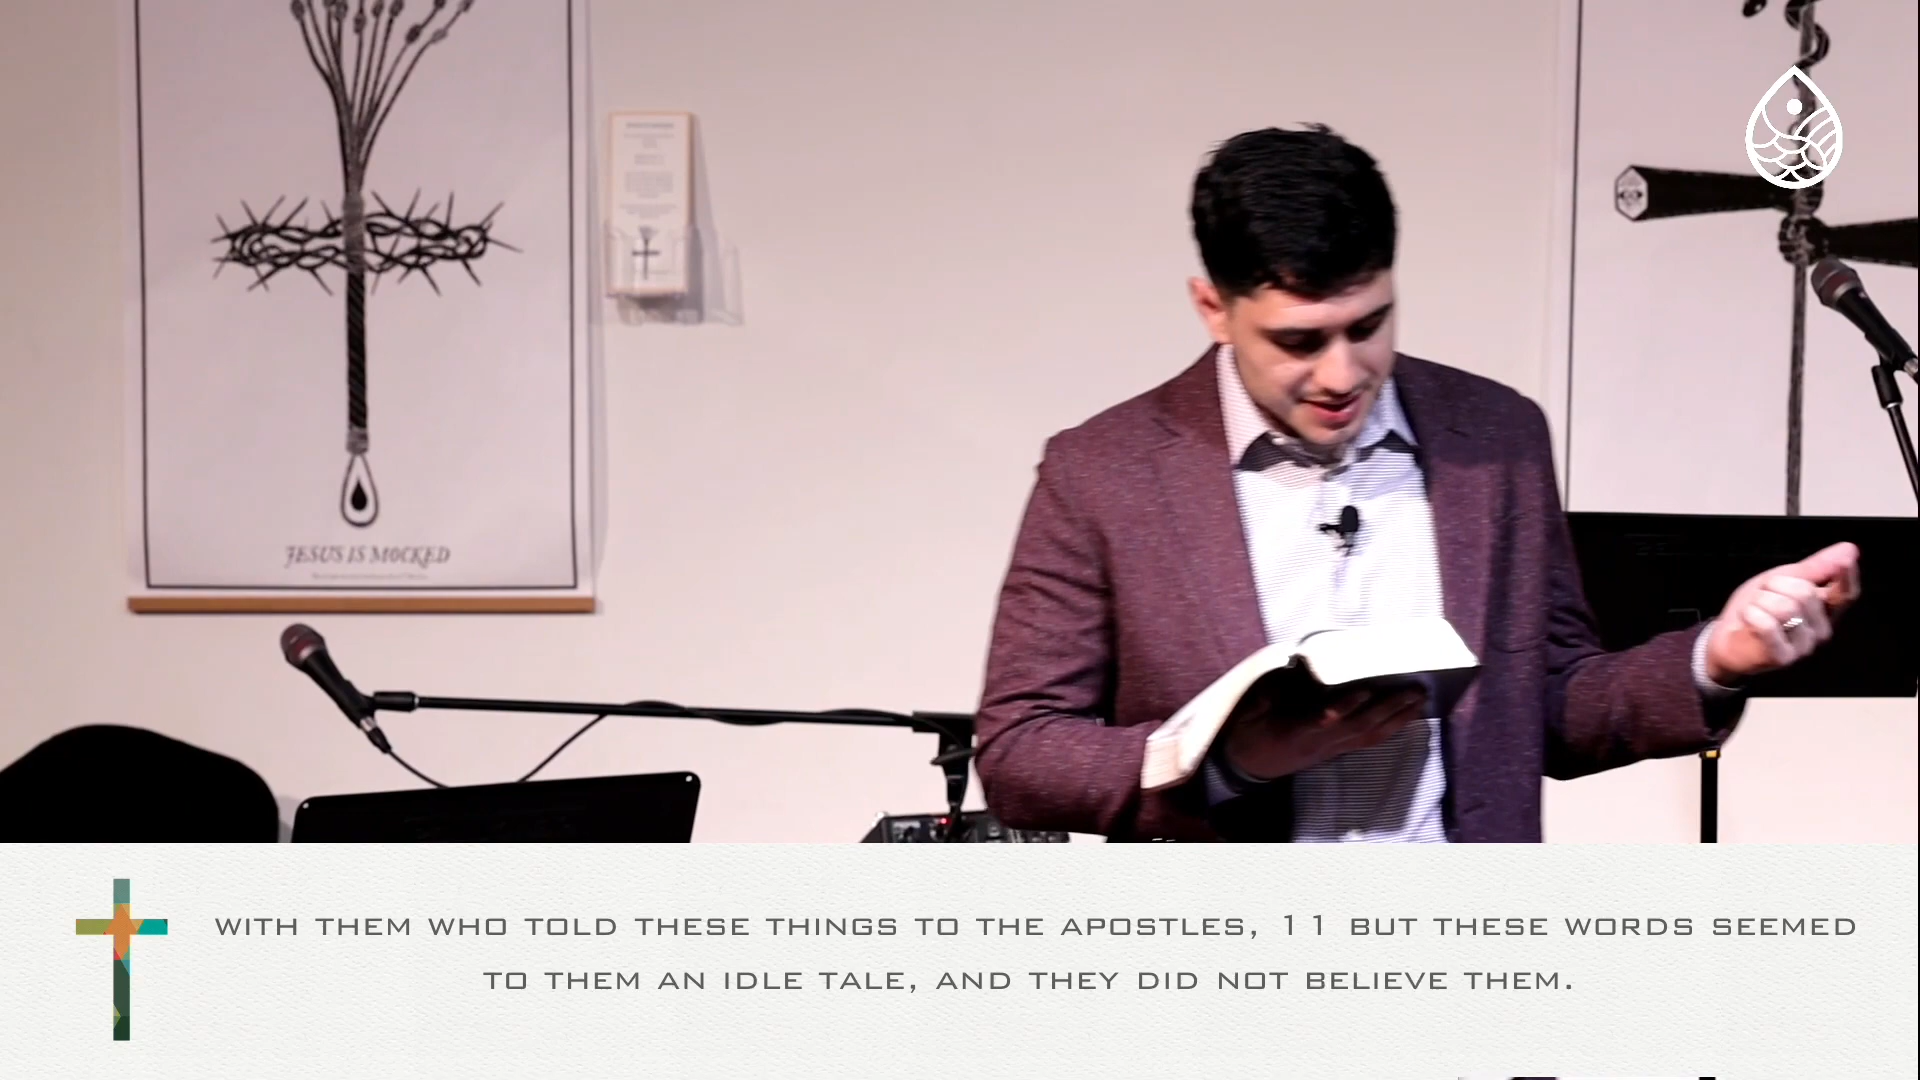 JESUS IS MOCKED
WITH THEM WHO TOLD THESE THINGS TO THE APOSTLES, 11 BUT THESE WORDS SEEMED
TO THEM AN IDLE TALE, AND THEY DID NOT BELIEVE THEM.